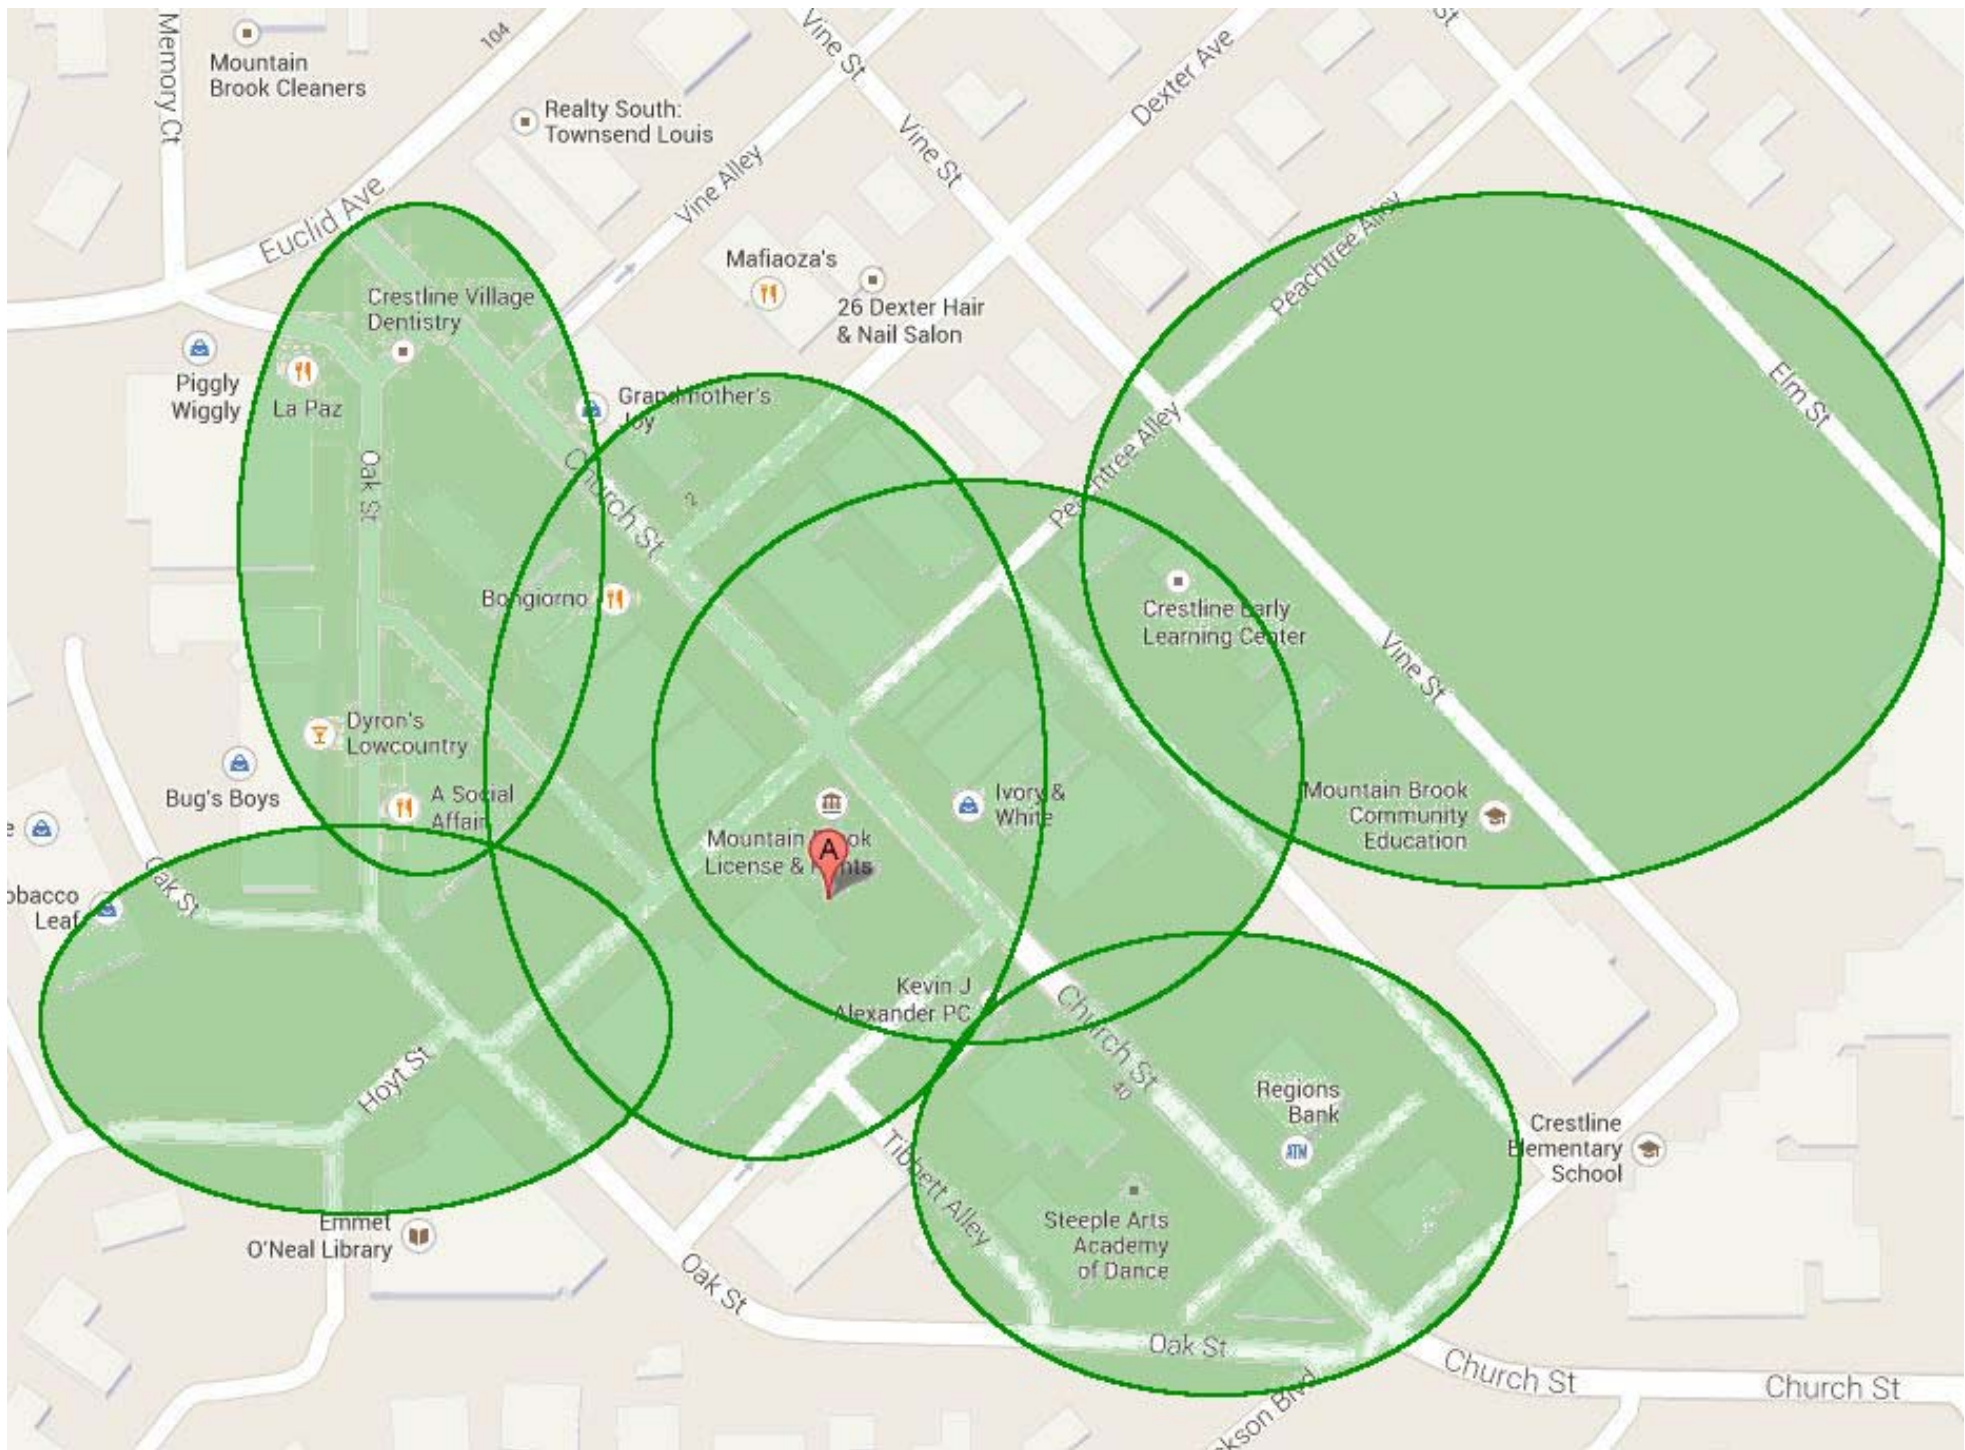 Memory Ct
Mountain
Brook Cleaners
104
Realty South:
Townsend Louis
Vine St
Vine St
Dexter Ave
St
Vine Alley
Euclid Ave
Peachtree Alley
Mafiaoza's
26 Dexter Hair
& Nail Salon
Crestline Village
Dentistry
Piggly
Wiggly
La Paz
Grandmother's
Joy
Elm St
Oak St
Church St
2
Peachtree Alley
Bongiorno
Crestline Early
Learning Center
Vine St
Dyron's
Lowcountry
Bug's Boys
A Social
Affair
e
Ivory &
White
Mountain Brook
Community
Education
Mountain Brook
License &
A
Oak St
obacco
Leaf
Kevin J
Alexander PC
Church St
40
Hoyt St
Regions
Bank
ATM
Tibbett Alley
Crestline
Elementary
School
Steeple Arts
Academy
of Dance
Emmet
O'Neal Library
Oak St
Oak St
Church St
Church St
kson Blvd